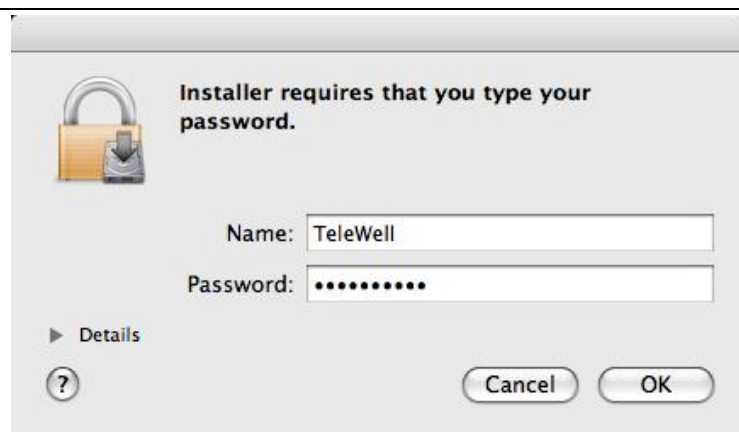 Installer requires that you type your
password.
Name: TeleWell
Password: ••••••••••
Details
?
Cancel OK